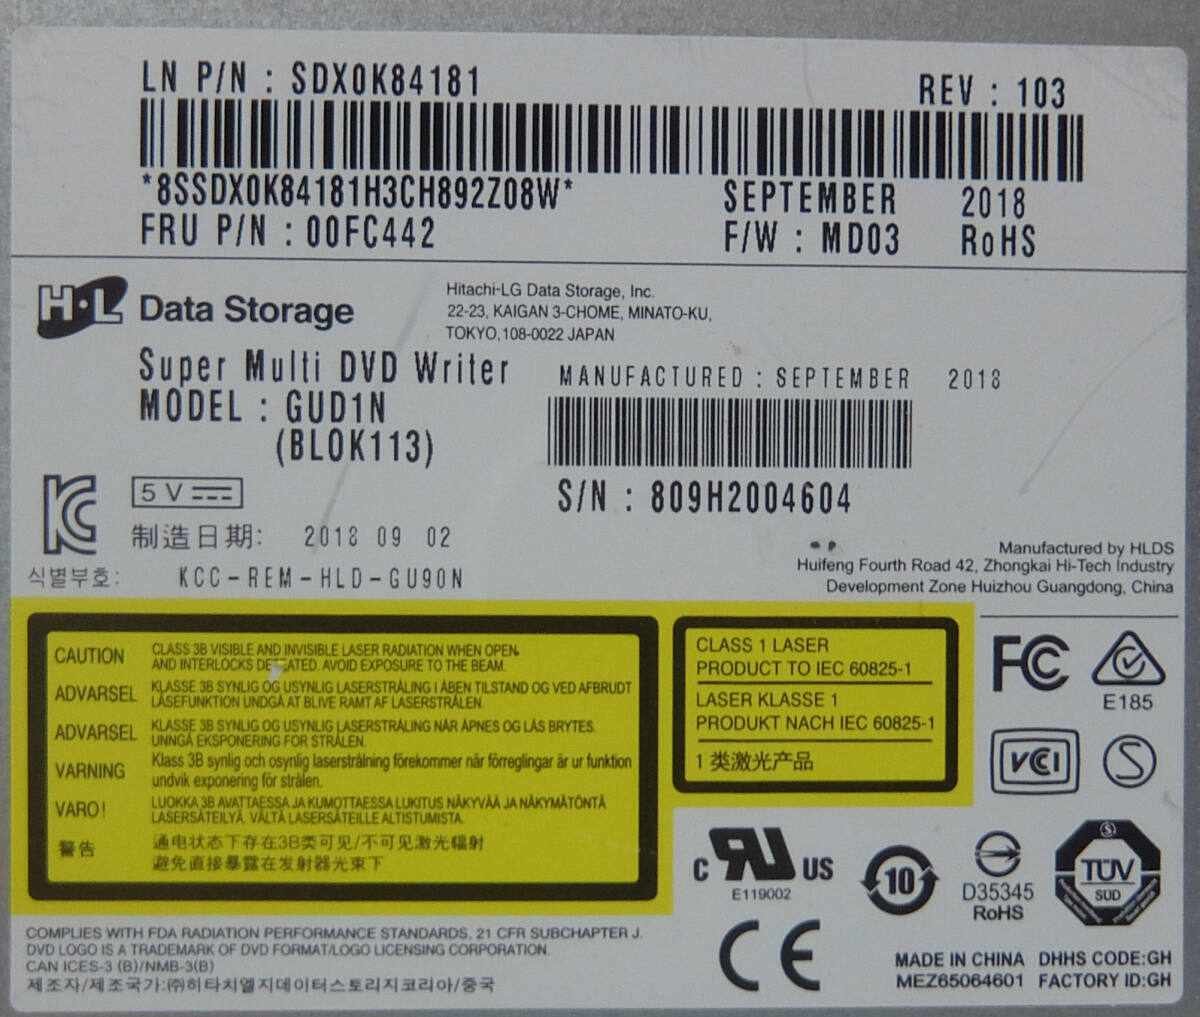 LN P/N : SDX0K84181
REV : 103
*8SSDX0K84181H3CH892Z08W*
SEPTEMBER 2018
FRU P/N : 00FC442
F/W : MD03 RoHS
H·L Data Storage
Hitachi-LG Data Storage, Inc.
22-23, KAIGAN 3-CHOME, MINATO-KU,
TOKYO,108-0022 JAPAN
Super Multi DVD Writer
MODEL : GUD1N
(BLOK113)
MANUFACTURED : SEPTEMBER 2018
S/N : 809H2004604
5 V
制造日期: 2018 09 02
식별부호: KCC-REM-HLD-GU90N
Manufactured by HLDS
Huifeng Fourth Road 42, Zhongkai Hi-Tech Industry
Development Zone Huizhou Guangdong, China
CAUTION CLASS 3B VISIBLE AND INVISIBLE LASER RADIATION WHEN OPEN
AND INTERLOCKS DEFEATED. AVOID EXPOSURE TO THE BEAM.
ADVARSEL KLASSE 3B SYNLIG OG USYNLIG LASERSTRÅLING I ÅBEN TILSTAND OG VED AFBRUDT
LÅSEFUNKTION UNDGÅ AT BLIVE RAMT AF LASERSTRÅLEN.
ADVARSEL KLASSE 3B SYNLIG OG USYNLIG LASERSTRÅLING NÅR ÅPNES OG LÅS BRYTES.
UNNGÅ EKSPONERING FOR STRÅLEN.
VARNING Klass 3B synlig och osynlig laserstrålning förekommer när förreglingar är ur funktion
undvik exponering för strålen.
VARO! LUOKKA 3B AVATTAESSA JA KUMOTTAESSA LUKITUS NÄKYVÄÄ JA NÄKYMÄTÖNTÄ
LASERSÄTEILYÄ. VÄLTÄ LASERSÄTEILLE ALTISTUMISTA.
警告 通电状态下存在3B类可见/不可见激光辐射
避免直接暴露在发射器光束下
CLASS 1 LASER
PRODUCT TO IEC 60825-1
LASER KLASSE 1
PRODUKT NACH IEC 60825-1
1 类激光产品
FC
E185
VCI
S
C UL US
E119002
10
D35345
RoHS
TÜV
SÜD
CE
COMPLIES WITH FDA RADIATION PERFORMANCE STANDARDS, 21 CFR SUBCHAPTER J.
DVD LOGO IS A TRADEMARK OF DVD FORMAT/LOGO LICENSING CORPORATION.
CAN ICES-3 (B)/NMB-3(B)
제조자/제조국가:㈜히타치엘지데이터스토리지코리아/중국
MADE IN CHINA DHHS CODE:GH
MEZ65064601 FACTORY ID:GH